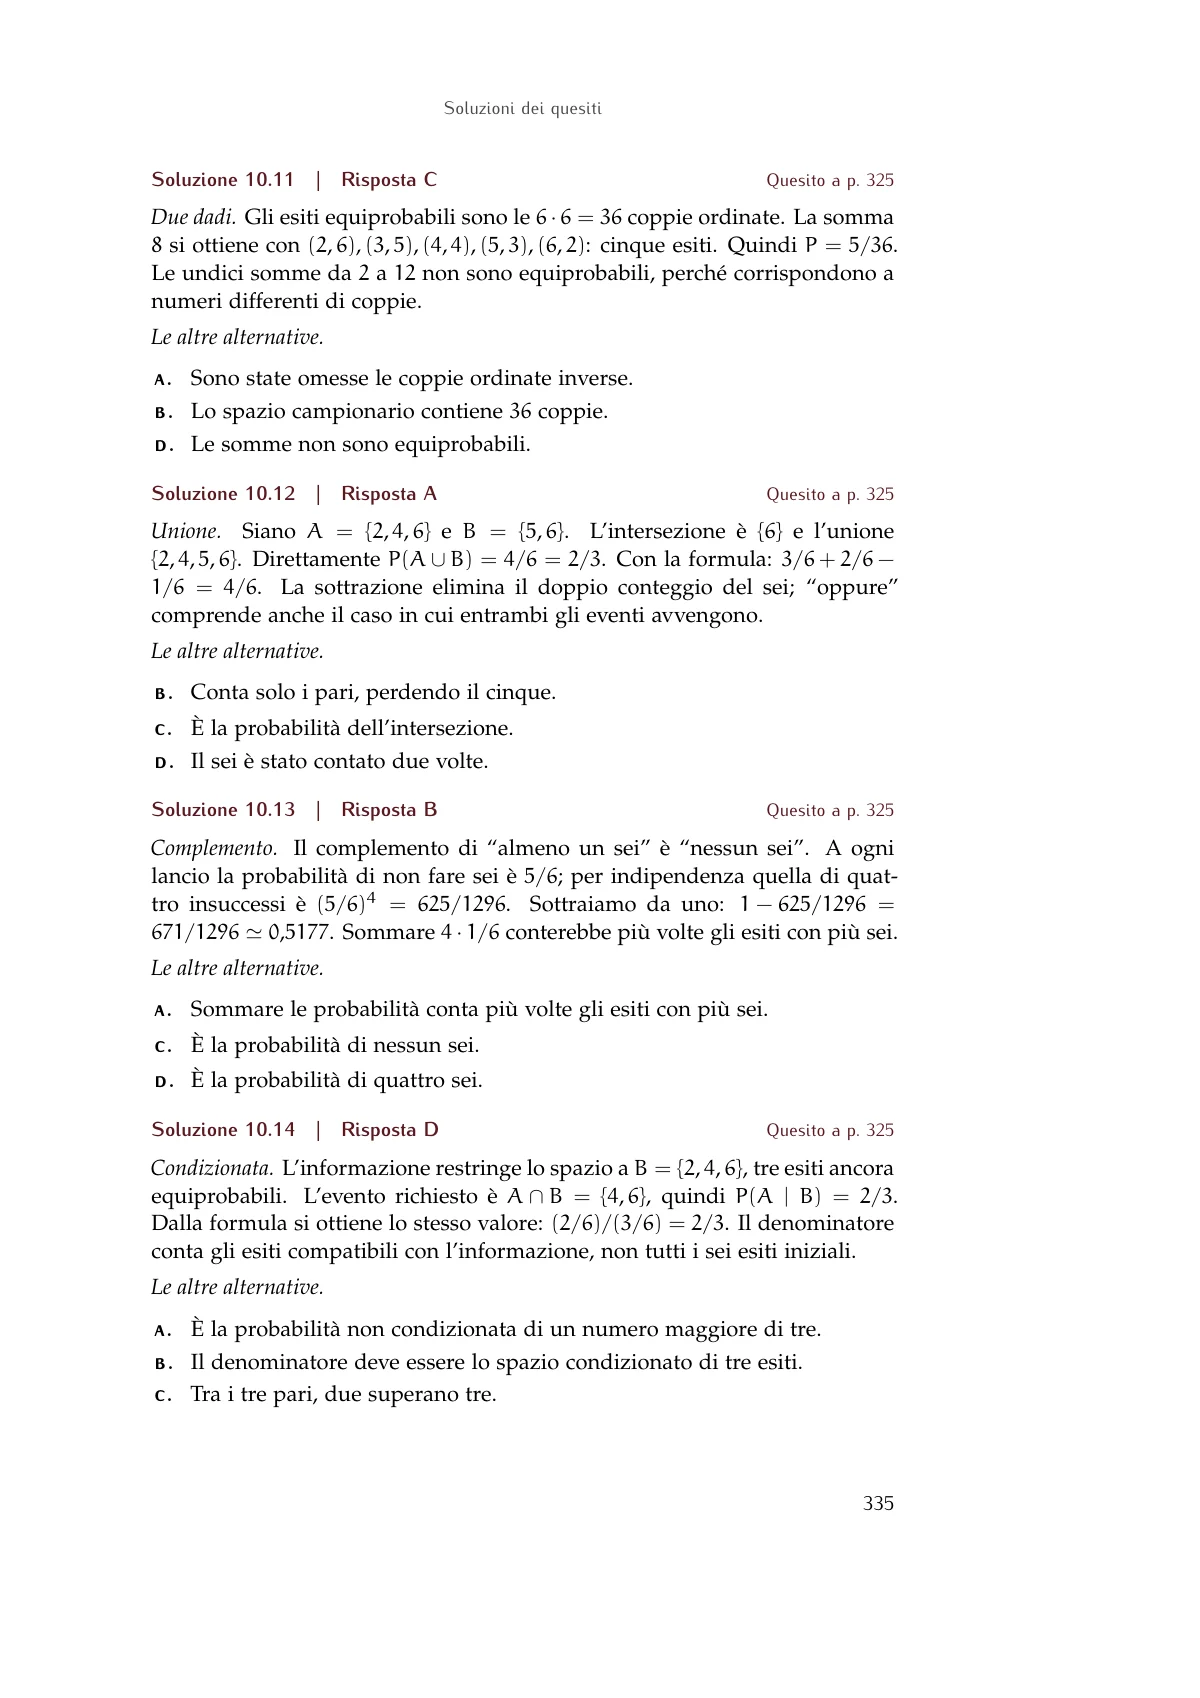 Soluzioni dei quesiti
Soluzione 10.11 | Risposta C Quesito a p. 325
Due dadi. Gli esiti equiprobabili sono le 6 · 6 = 36 coppie ordinate. La somma
8 si ottiene con (2, 6), (3, 5), (4, 4), (5, 3), (6, 2): cinque esiti. Quindi P = 5/36.
Le undici somme da 2 a 12 non sono equiprobabili, perché corrispondono a
numeri differenti di coppie.
Le altre alternative.
A. Sono state omesse le coppie ordinate inverse.
B. Lo spazio campionario contiene 36 coppie.
D. Le somme non sono equiprobabili.
Soluzione 10.12 | Risposta A Quesito a p. 325
Unione. Siano A = {2, 4, 6} e B = {5, 6}. L’intersezione è {6} e l’unione
{2, 4, 5, 6}. Direttamente P(A ∪ B) = 4/6 = 2/3. Con la formula: 3/6 + 2/6 −
1/6 = 4/6. La sottrazione elimina il doppio conteggio del sei; “oppure”
comprende anche il caso in cui entrambi gli eventi avvengono.
Le altre alternative.
B. Conta solo i pari, perdendo il cinque.
C. È la probabilità dell’intersezione.
D. Il sei è stato contato due volte.
Soluzione 10.13 | Risposta B Quesito a p. 325
Complemento. Il complemento di “almeno un sei” è “nessun sei”. A ogni
lancio la probabilità di non fare sei è 5/6; per indipendenza quella di quat-
tro insuccessi è (5/6)⁴ = 625/1296. Sottraiamo da uno: 1 − 625/1296 =
671/1296 ≃ 0,5177. Sommare 4 · 1/6 conterebbe più volte gli esiti con più sei.
Le altre alternative.
A. Sommare le probabilità conta più volte gli esiti con più sei.
C. È la probabilità di nessun sei.
D. È la probabilità di quattro sei.
Soluzione 10.14 | Risposta D Quesito a p. 325
Condizionata. L’informazione restringe lo spazio a B = {2, 4, 6}, tre esiti ancora
equiprobabili. L’evento richiesto è A ∩ B = {4, 6}, quindi P(A | B) = 2/3.
Dalla formula si ottiene lo stesso valore: (2/6)/(3/6) = 2/3. Il denominatore
conta gli esiti compatibili con l’informazione, non tutti i sei esiti iniziali.
Le altre alternative.
A. È la probabilità non condizionata di un numero maggiore di tre.
B. Il denominatore deve essere lo spazio condizionato di tre esiti.
C. Tra i tre pari, due superano tre.
335